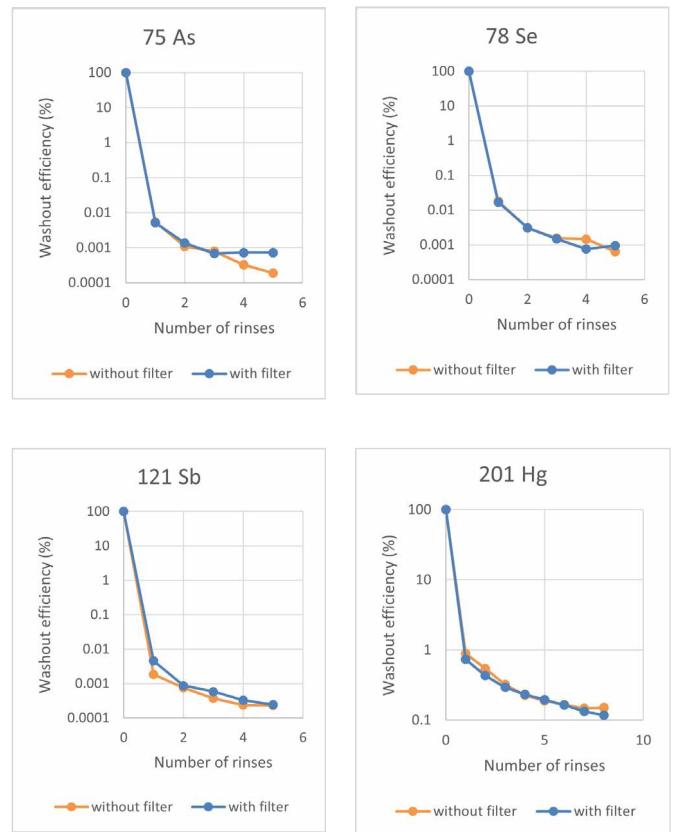 75 As
Washout efficiency (%)
100
10
1
0.1
0.01
0.001
0.0001
0 2 4 6
Number of rinses
without filter with filter
78 Se
Washout efficiency (%)
100
10
1
0.1
0.01
0.001
0.0001
0 2 4 6
Number of rinses
without filter with filter
121 Sb
Washout efficiency (%)
100
10
1
0.1
0.01
0.001
0.0001
0 2 4 6
Number of rinses
without filter with filter
201 Hg
Washout efficiency (%)
100
10
1
0.1
0 5 10
Number of rinses
without filter with filter